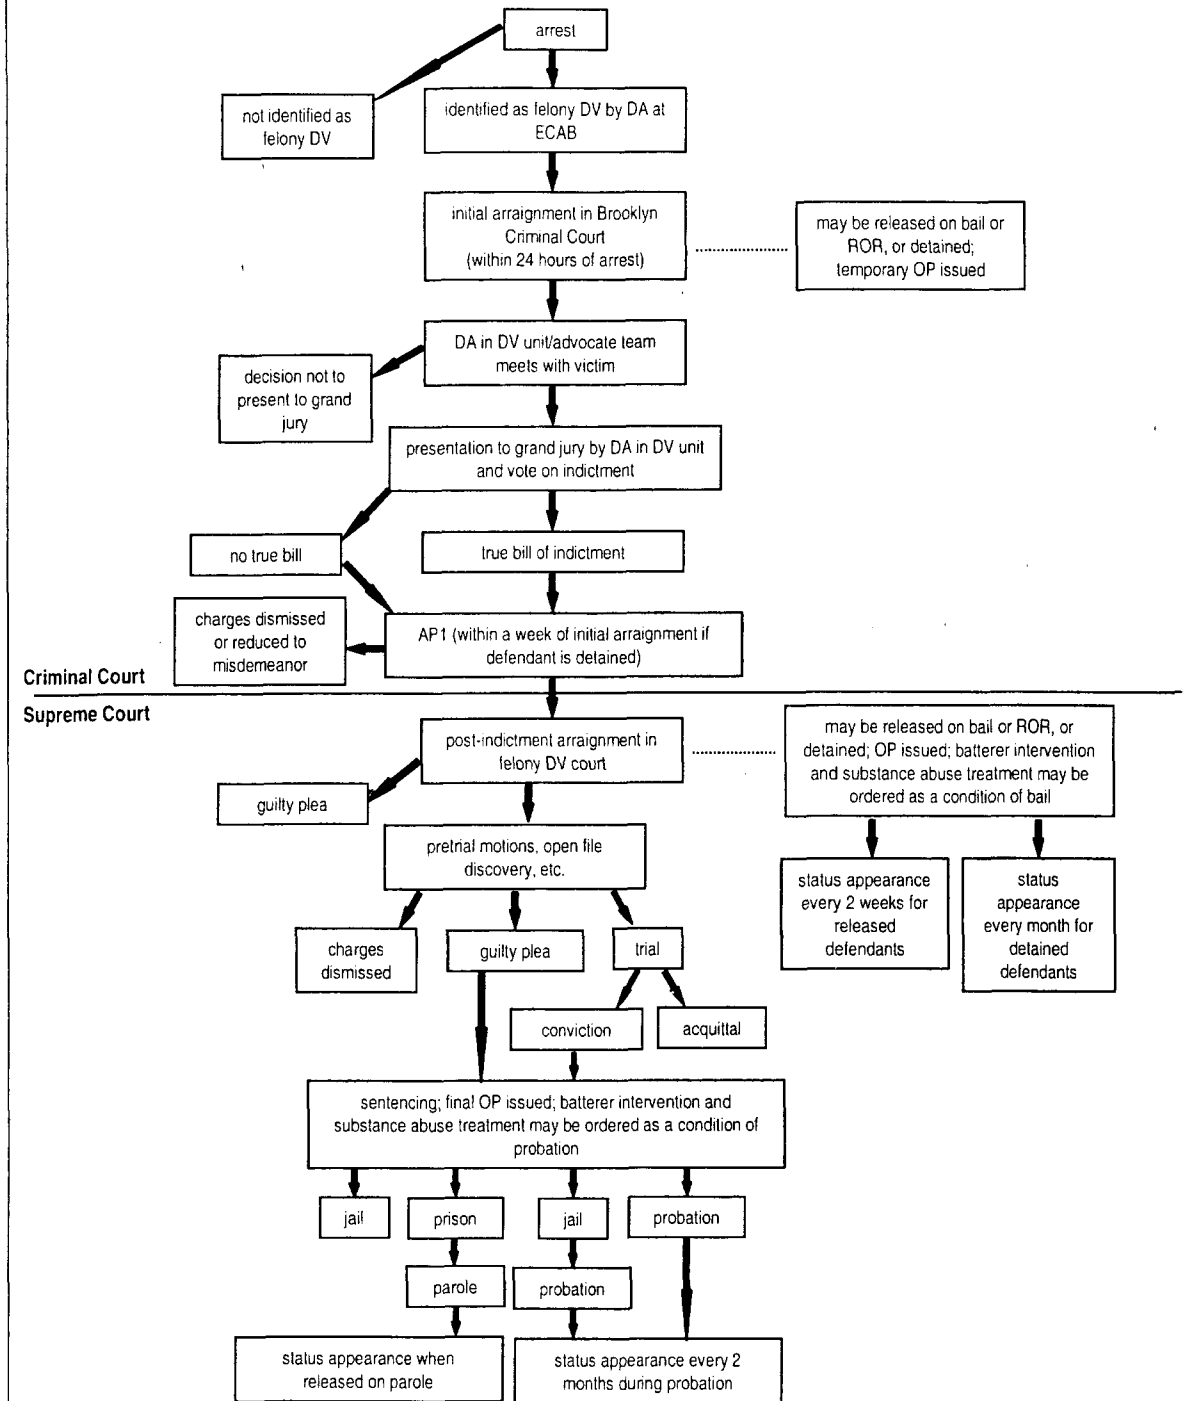 arrest
not identified as
felony DV
identified as felony DV by DA at
ECAB
initial arraignment in Brooklyn
Criminal Court
(within 24 hours of arrest)
may be released on bail or
ROR, or detained;
temporary OP issued
DA in DV unit/advocate team
meets with victim
decision not to
present to grand
jury
presentation to grand jury by DA in DV unit
and vote on indictment
no true bill
true bill of indictment
charges dismissed
or reduced to
misdemeanor
AP1 (within a week of initial arraignment if
defendant is detained)
Criminal Court
Supreme Court
post-indictment arraignment in
felony DV court
may be released on bail or ROR, or
detained; OP issued; batterer intervention
and substance abuse treatment may be
ordered as a condition of bail
guilty plea
pretrial motions, open file
discovery, etc.
status appearance
every 2 weeks for
released
defendants
status
appearance
every month for
detained
defendants
charges
dismissed
guilty plea
trial
conviction
acquittal
sentencing; final OP issued; batterer intervention and
substance abuse treatment may be ordered as a condition of
probation
jail
prison
jail
probation
parole
probation
status appearance when
released on parole
status appearance every 2
months during probation